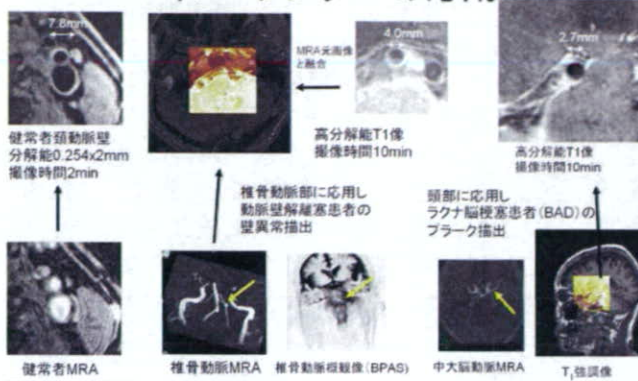 7.8mm
MRA元画像
と融合
4.0mm
2.7mm
健常者頚動脈壁
分解能0.254x2mm
撮像時間2min
高分解能T1像
撮像時間10min
高分解能T1像
撮像時間10min
椎骨動脈部に応用し
動脈壁解離患者の
壁異常描出
頭部に応用し
ラクナ脳梗塞患者(BAD)の
プラーク描出
健常者MRA
椎骨動脈MRA
椎骨動脈概観像(BPAS)
中大脳動脈MRA
T1強調像